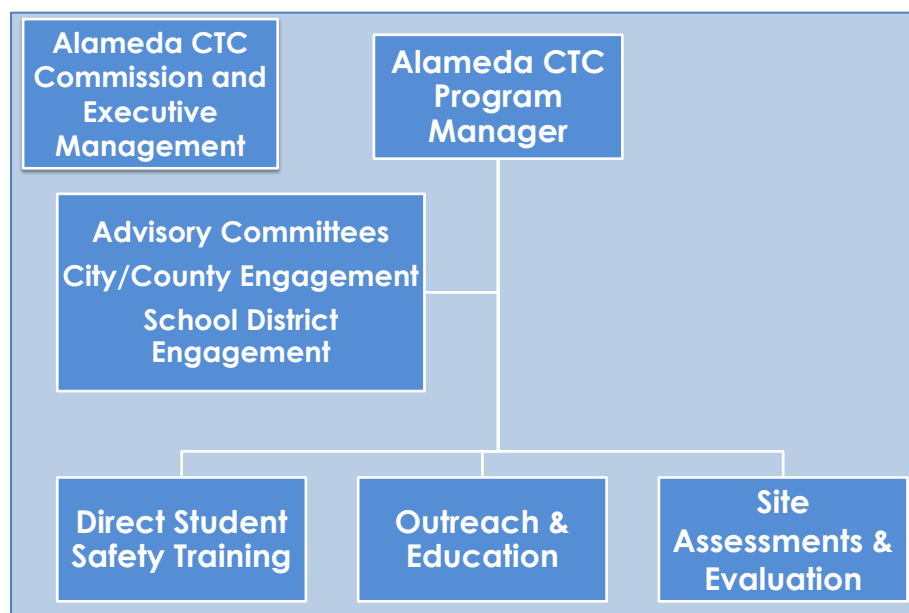 Alameda CTC
Commission and
Executive
Management
Alameda CTC
Program
Manager
Advisory Committees
City/County Engagement
School District
Engagement
Direct Student
Safety Training
Outreach &
Education
Site
Assessments &
Evaluation